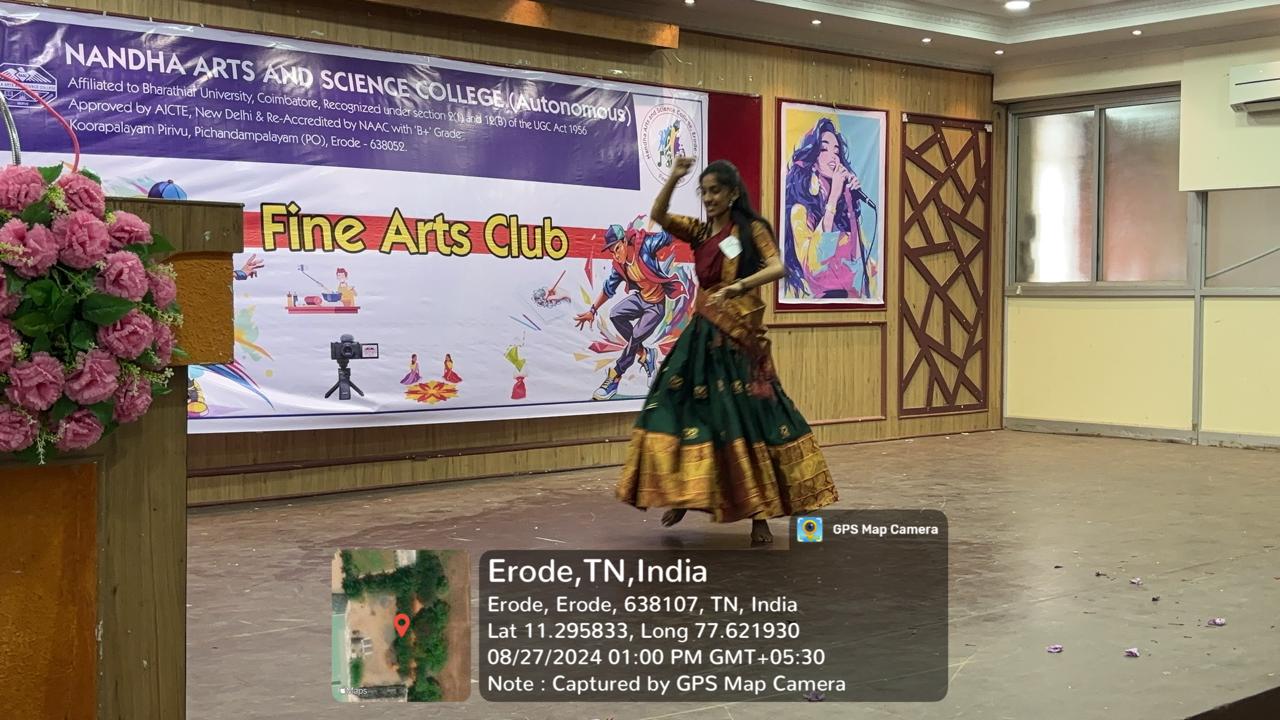 NANDHA ARTS AND SCIENCE COLLEGE (Autonomous)
Affiliated to Bharathiar University, Coimbatore, Recognized under section 2(f) and 12(B) of the UGC Act 1956
Approved by AICTE, New Delhi & Re-Accredited by NAAC with 'B+' Grade
Koorapalayam Pirivu, Pichandampalayam (PO), Erode - 638052.
Fine Arts Club
GPS Map Camera
Erode,TN,India
Erode, Erode, 638107, TN, India
Lat 11.295833, Long 77.621930
08/27/2024 01:00 PM GMT+05:30
Note : Captured by GPS Map Camera
Maps